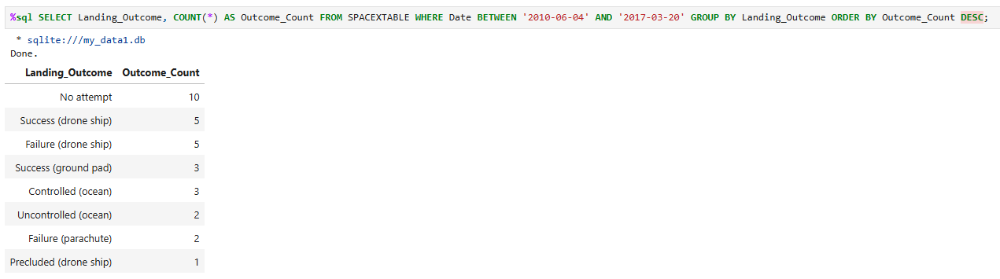 %sql SELECT Landing_Outcome, COUNT(*) AS Outcome_Count FROM SPACEXTABLE WHERE Date BETWEEN '2010-06-04' AND '2017-03-20' GROUP BY Landing_Outcome ORDER BY Outcome_Count DESC;
* sqlite:///my_data1.db
Done.
Landing_Outcome Outcome_Count
No attempt 10
Success (drone ship) 5
Failure (drone ship) 5
Success (ground pad) 3
Controlled (ocean) 3
Uncontrolled (ocean) 2
Failure (parachute) 2
Precluded (drone ship) 1